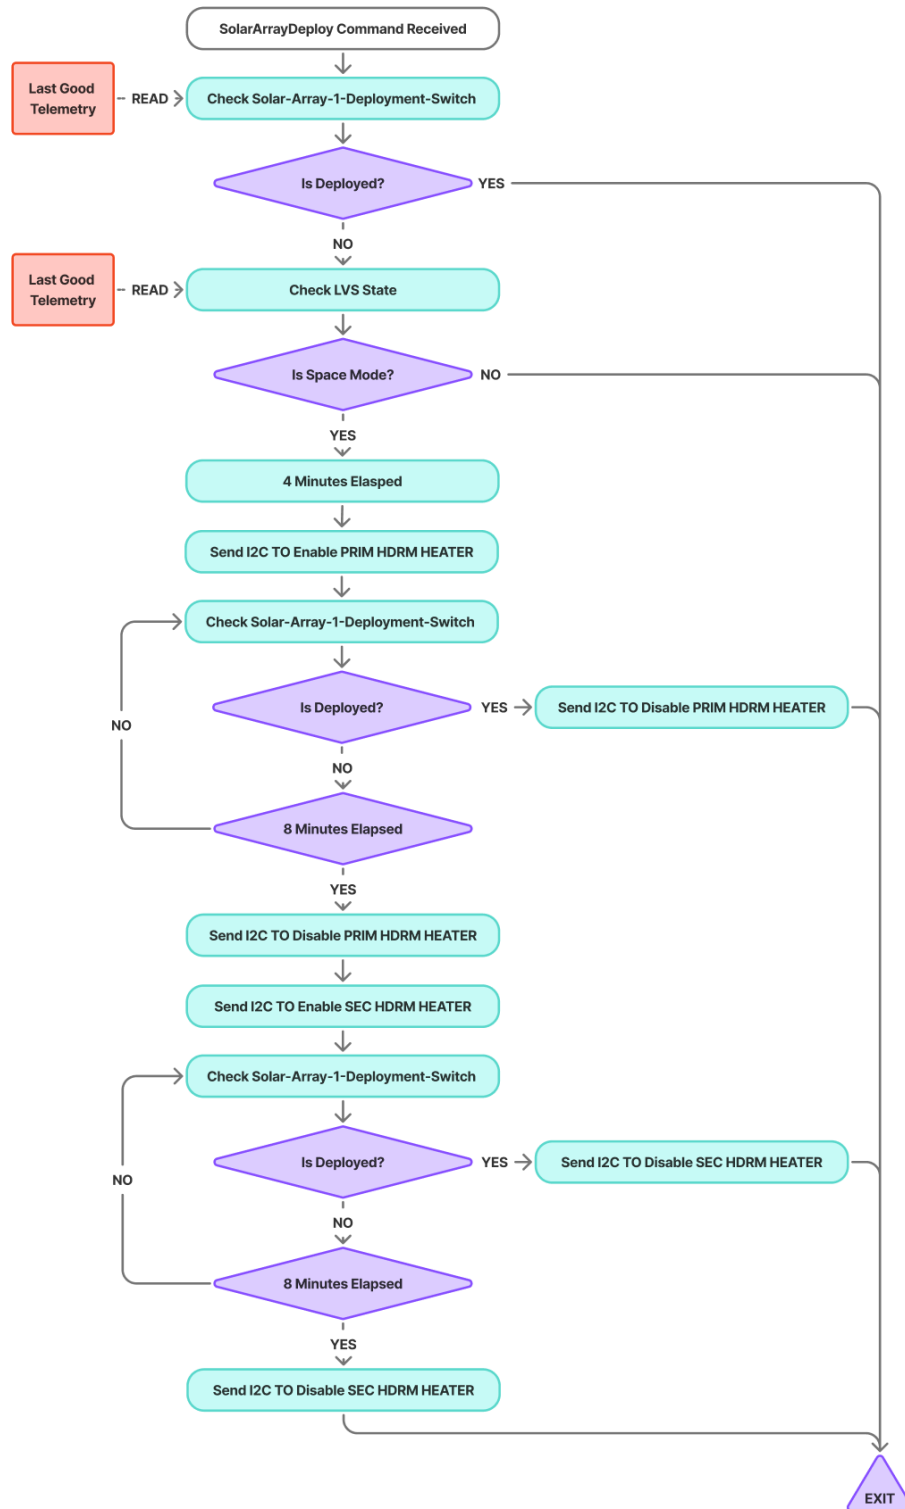 SolarArrayDeploy Command Received
Last Good
Telemetry
READ
Check Solar-Array-1-Deployment-Switch
Is Deployed?
YES
NO
Last Good
Telemetry
READ
Check LVS State
Is Space Mode?
NO
YES
4 Minutes Elasped
Send I2C TO Enable PRIM HDRM HEATER
Check Solar-Array-1-Deployment-Switch
Is Deployed?
YES
Send I2C TO Disable PRIM HDRM HEATER
NO
NO
8 Minutes Elapsed
YES
Send I2C TO Disable PRIM HDRM HEATER
Send I2C TO Enable SEC HDRM HEATER
Check Solar-Array-1-Deployment-Switch
Is Deployed?
YES
Send I2C TO Disable SEC HDRM HEATER
NO
NO
8 Minutes Elapsed
YES
Send I2C TO Disable SEC HDRM HEATER
EXIT